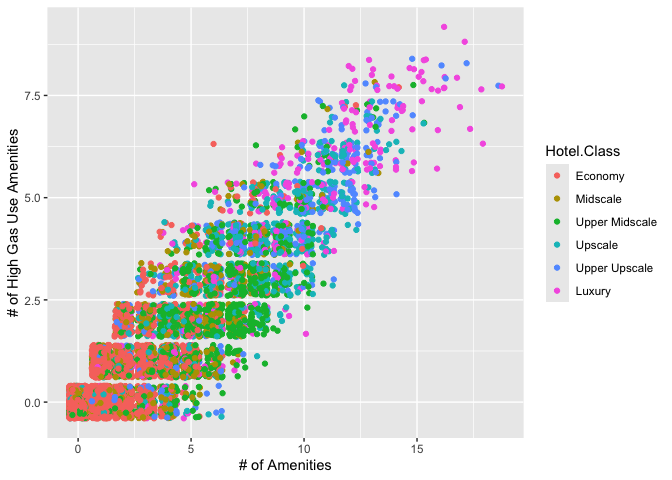 # of High Gas Use Amenities
7.5
5.0
2.5
0.0
0 5 10 15
# of Amenities
Hotel.Class
Economy
Midscale
Upper Midscale
Upscale
Upper Upscale
Luxury